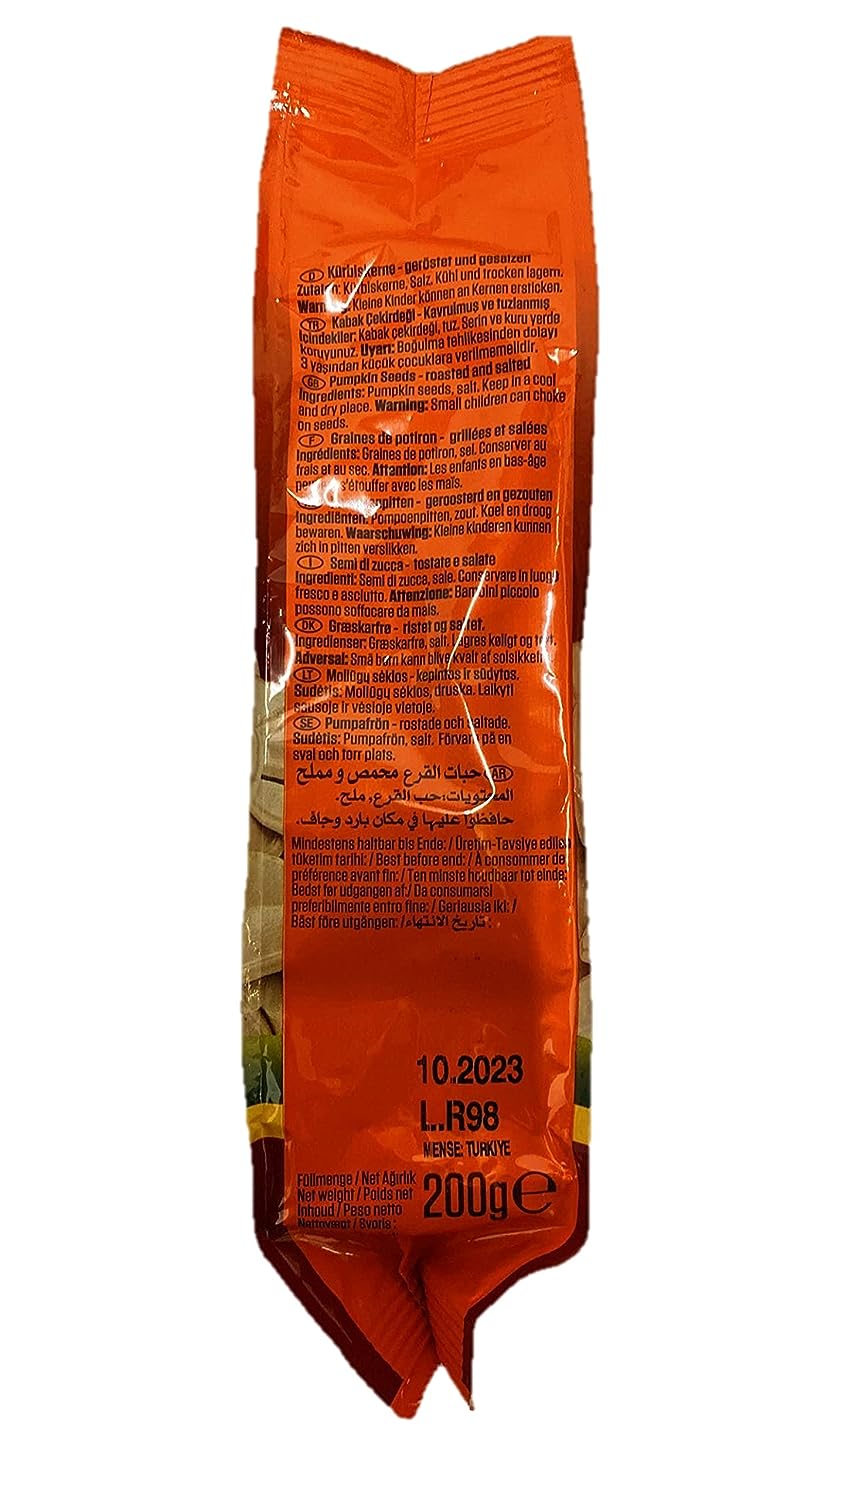 D Kürbiskerne - geröstet und gesalzen
Zutaten: Kürbiskerne, Salz. Kühl und trocken lagern.
Kleine Kinder können an Kernen ersticken.
TR Kabak Çekirdeği - Kavrulmuş ve tuzlanmış
İçindekiler: Kabak çekirdeği, tuz. Serin ve kuru yerde
koruyunuz. Uyarı: Boğulma tehlikesinden dolayı
3 yaşından küçük çocuklara verilmemelidir.
GB Pumpkin Seeds - roasted and salted
Ingredients: Pumpkin seeds, salt. Keep in a cool
and dry place. Warning: Small children can choke
on seeds.
F Graines de potiron - grillées et salées
Ingrédients: Graines de potiron, sel. Conserver au
frais et au sec. Attantion: Les enfants en bas-âge
s'étouffer avec les maïs.
- geroosterd en gezouten
Ingrediënten: Pompoenpitten, zout. Koel en droog
bewaren. Waarschuwing: Kleine kinderen kunnen
zich in pitten verslikken.
I Semi di zucca - tostate e salate
Ingredienti: Semi di zucca, sale. Conservare in luogo
fresco e asciutto. Attenzione: Bambini piccolo
possono soffocare da mais.
DK Græskarfrø - ristet og saltet.
Ingredienser: Græskarfrø, salt. Lagres køligt og tørt.
Adversal: Små børn kann blive kvalt af solsikkefrø
LT Moliūgų sėklos - kepintas ir sūdytos.
Sudėtis: Moliūgų sėklos, druska. Laikyti
sausoje ir vėsioje vietoje.
SE Pumpafrön - rostade och saltade.
Sudėtis: Pumpafrön, salt. Förvara på en
sval och torr plats.
AR حبات القرع محمص و مملح
المحتويات: حب القرع, ملح.
حافظوا عليها في مكان بارد وجاف.
Mindestens haltbar bis Ende: / Üretim-Tavsiye edilen
tüketim tarihi: / Best before end: / À consommer de
préférence avant fin: / Ten minste houdbaar tot einde:
Bedst før udgangen af:/ Da consumarsi
preferibilmente entro fine: / Geriausia iki: /
Bäst före utgången: / تاريخ الانتهاء :
10.2023
L..R98
MENSE: TURKIYE
Füllmenge / Net Ağırlık
Net weight / Poids net
Inhoud / Peso netto
Nettovægt / Svoris :
200g e